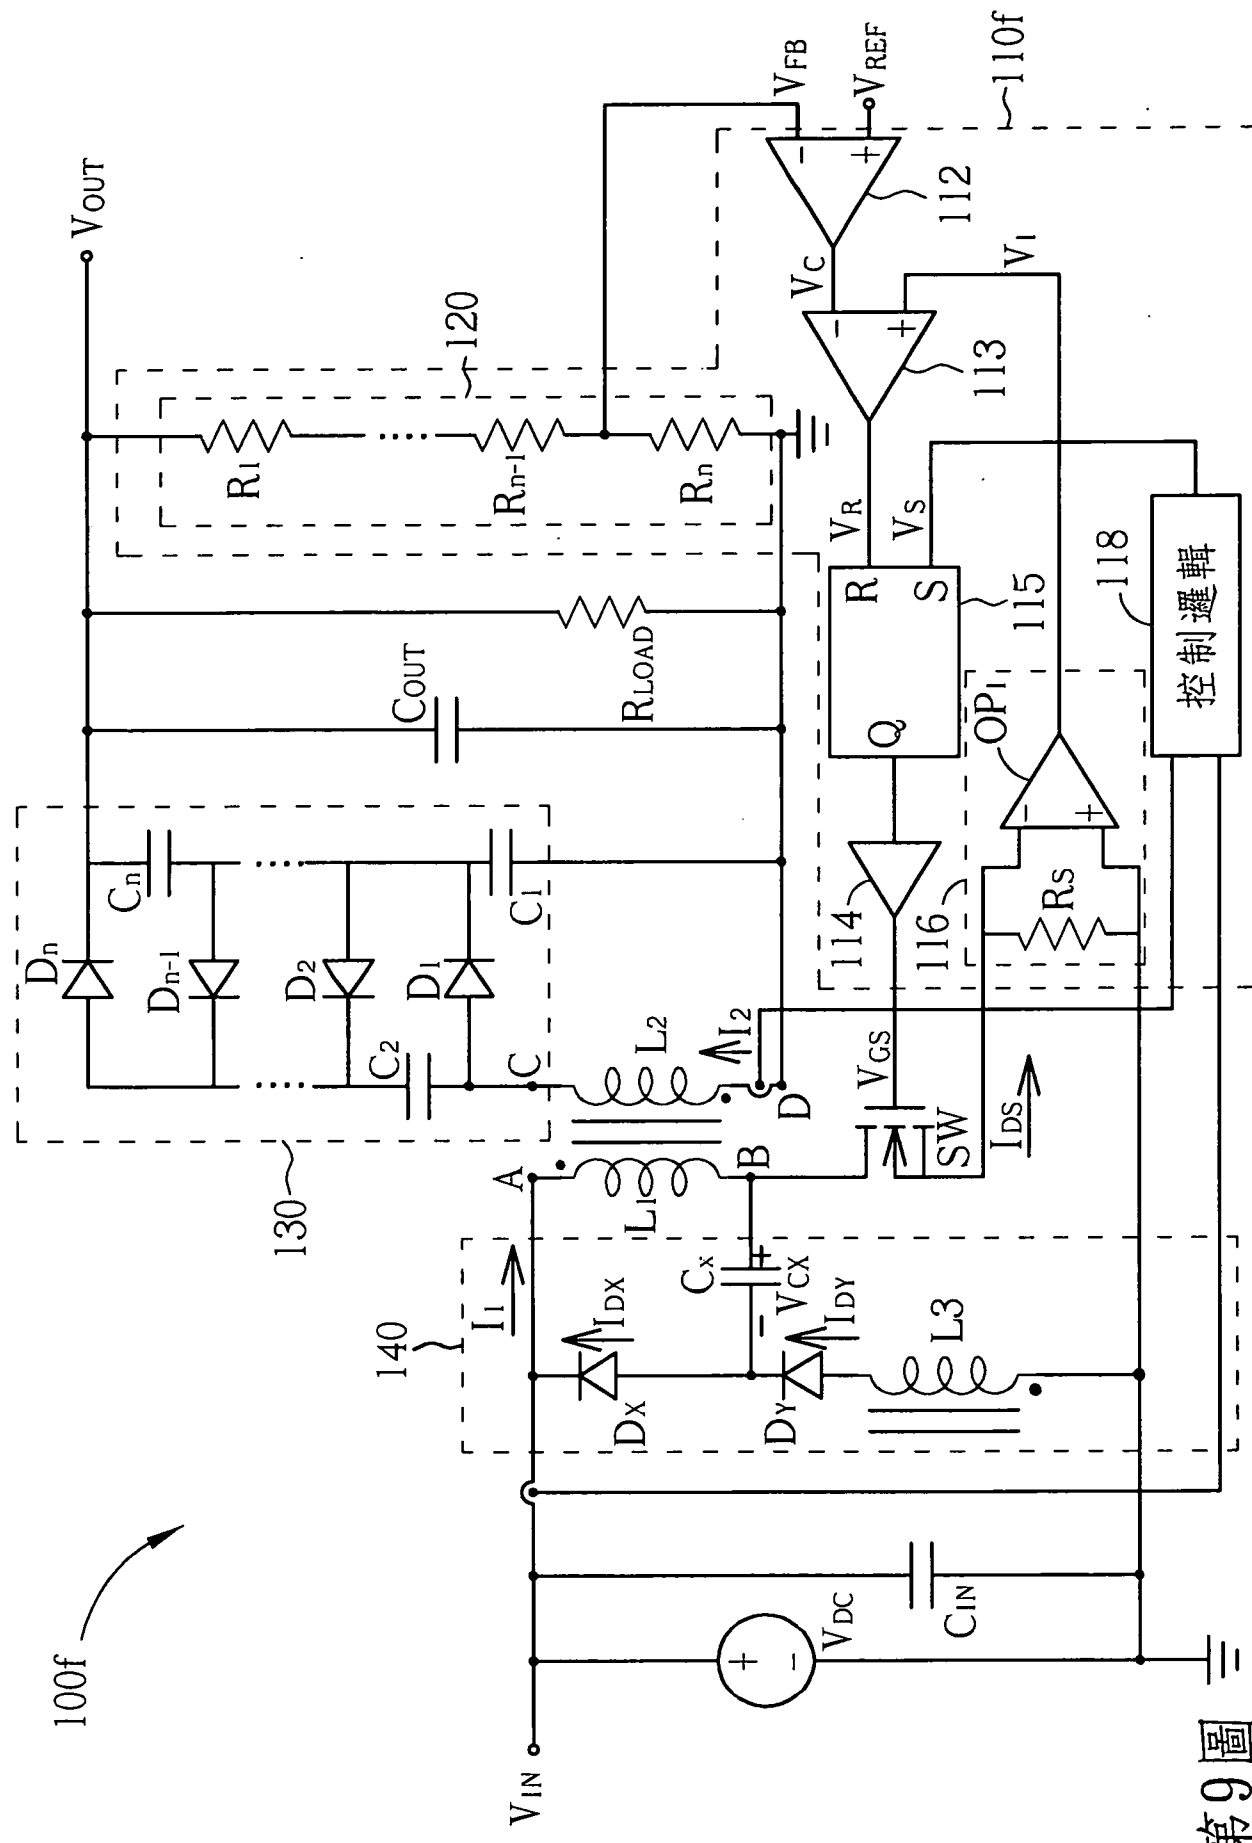 100f
130
Dn
Cn
Dn-1
D2
D1
C2
C1
C
VOUT
COUT
RLOAD
120
R1
Rn-1
Rn
VIN
I1
A
L1
L2
I2
B
D
140
DX
IDX
CX
+
VCX
-
DY
IDY
L3
VDC
+
-
CIN
SW
VGS
IDS
114
Q
R
S
115
VR
VS
VC
113
-
+
112
-
+
VFB
VREF
110f
116
RS
OP1
-
+
VI
118
控制邏輯
第9圖